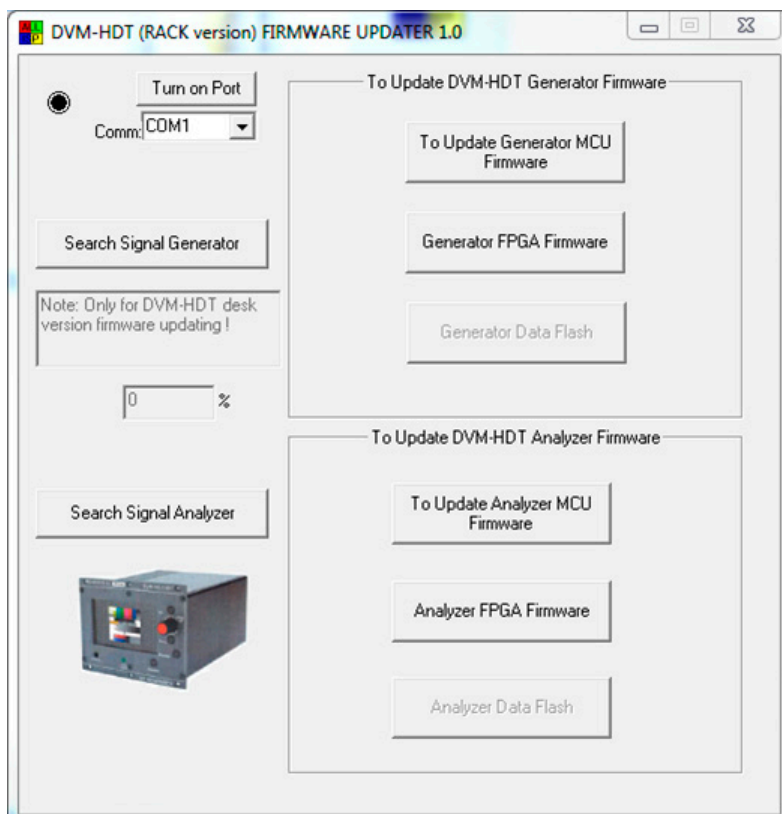 DVM-HDT (RACK version) FIRMWARE UPDATER 1.0
Turn on Port
Comm:
COM1
Search Signal Generator
Note: Only for DVM-HDT desk
version firmware updating !
0
%
Search Signal Analyzer
To Update DVM-HDT Generator Firmware
To Update Generator MCU
Firmware
Generator FPGA Firmware
Generator Data Flash
To Update DVM-HDT Analyzer Firmware
To Update Analyzer MCU
Firmware
Analyzer FPGA Firmware
Analyzer Data Flash